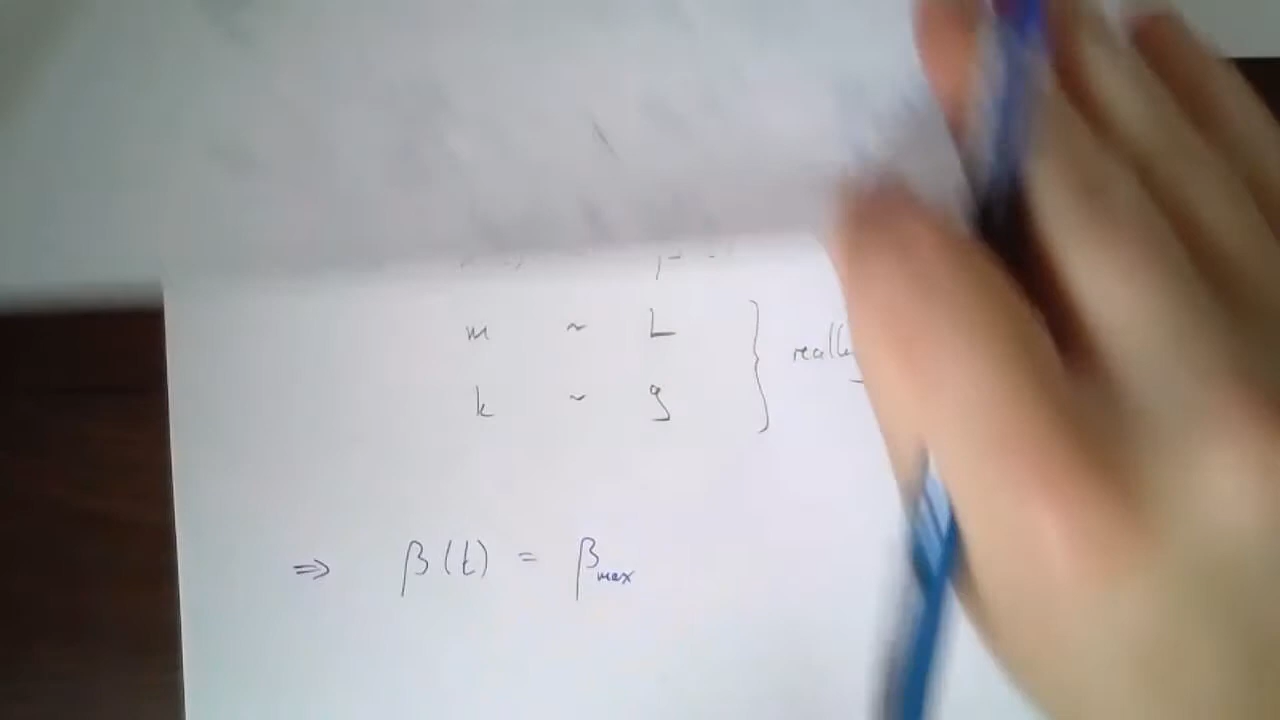 m ~ L
k ~ g
⇒ β(t) = βmax